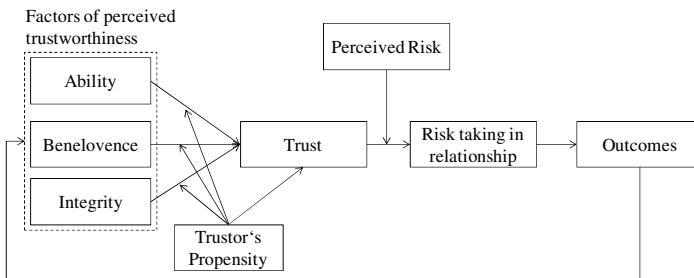 Factors of perceived
trustworthiness
Ability
Benelovence
Integrity
Trustor‘s
Propensity
Trust
Perceived Risk
Risk taking in
relationship
Outcomes